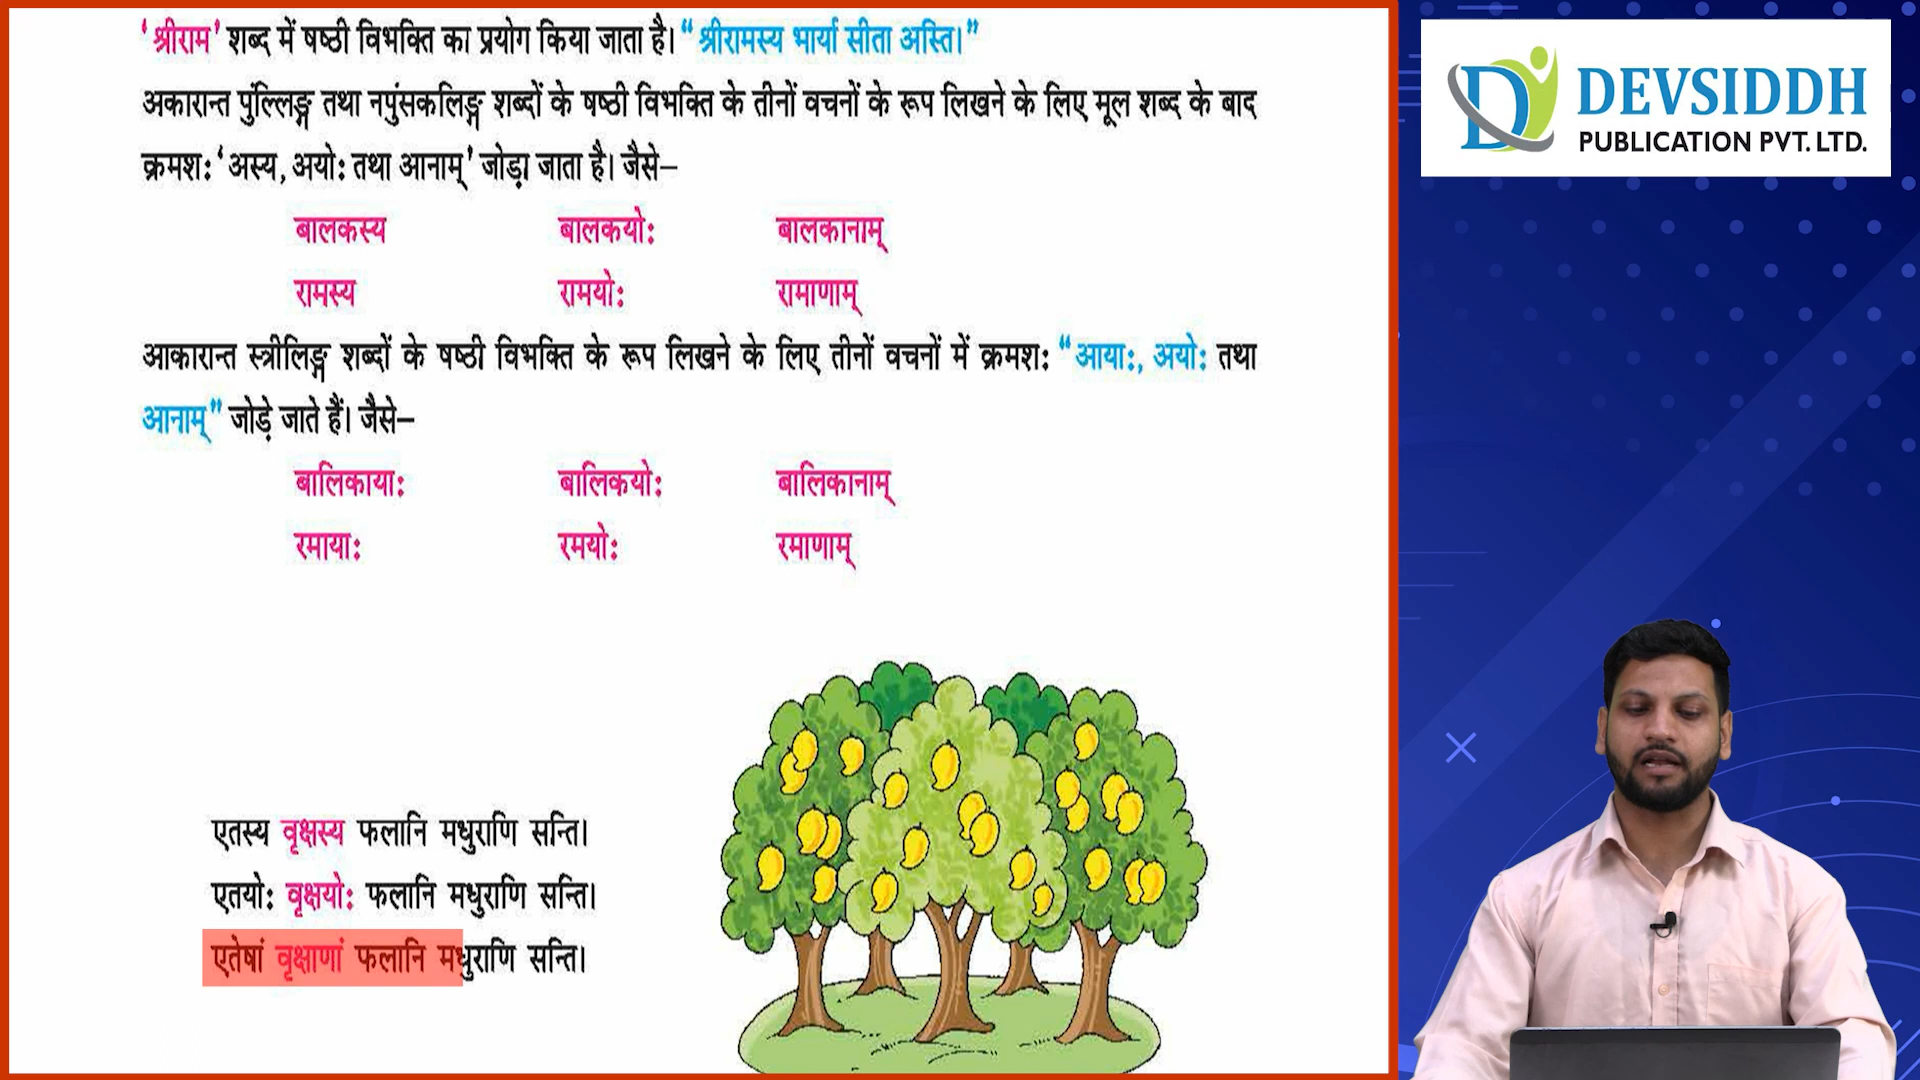 ‘श्रीराम’ शब्द में षष्ठी विभक्ति का प्रयोग किया जाता है। “श्रीरामस्य भार्या सीता अस्ति।”
अकारान्त पुंल्लिङ्ग तथा नपुंसकलिङ्ग शब्दों के षष्ठी विभक्ति के तीनों वचनों के रूप लिखने के लिए मूल शब्द के बाद
क्रमश: ‘अस्य, अयो: तथा आनाम्’ जोड़ा जाता है। जैसे–
बालकस्य बालकयो: बालकानाम्
रामस्य रामयो: रामाणाम्
आकारान्त स्त्रीलिङ्ग शब्दों के षष्ठी विभक्ति के रूप लिखने के लिए तीनों वचनों में क्रमश: “आया:, अयो: तथा
आनाम्” जोड़े जाते हैं। जैसे–
बालिकाया: बालिकयो: बालिकानाम्
रमाया: रमयो: रमाणाम्
एतस्य वृक्षस्य फलानि मधुराणि सन्ति।
एतयो: वृक्षयो: फलानि मधुराणि सन्ति।
एतेषां वृक्षाणां फलानि मधुराणि सन्ति।
DEVSIDDH
PUBLICATION PVT. LTD.